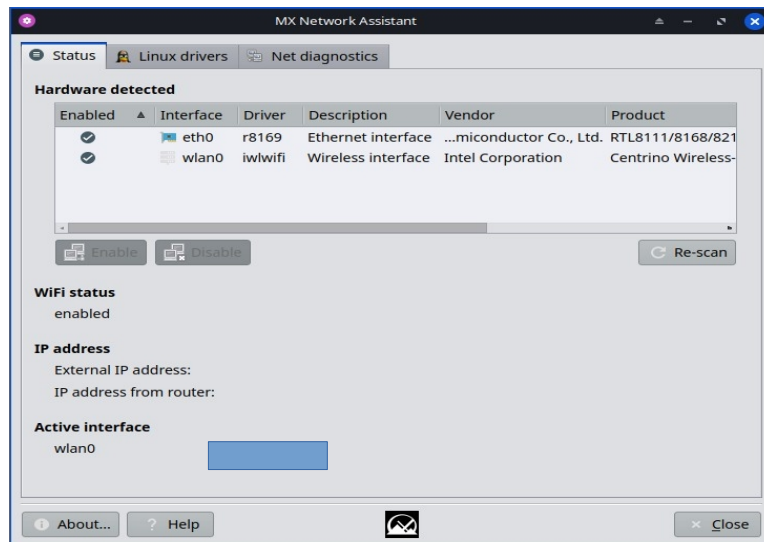 MX Network Assistant
Status Linux drivers Net diagnostics
Hardware detected
Enabled Interface Driver Description Vendor Product
eth0 r8169 Ethernet interface ...miconductor Co., Ltd. RTL8111/8168/821
wlan0 iwlwifi Wireless interface Intel Corporation Centrino Wireless-
Enable Disable Re-scan
WiFi status
enabled
IP address
External IP address:
IP address from router:
Active interface
wlan0
About... ? Help Close